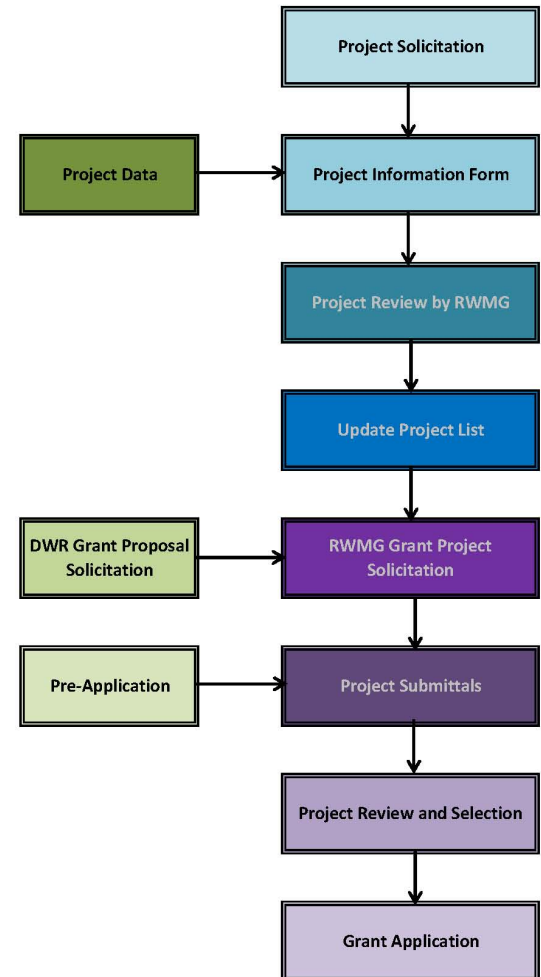 Project Solicitation
Project Data
Project Information Form
Project Review by RWMG
Update Project List
DWR Grant Proposal
Solicitation
RWMG Grant Project
Solicitation
Pre-Application
Project Submittals
Project Review and Selection
Grant Application